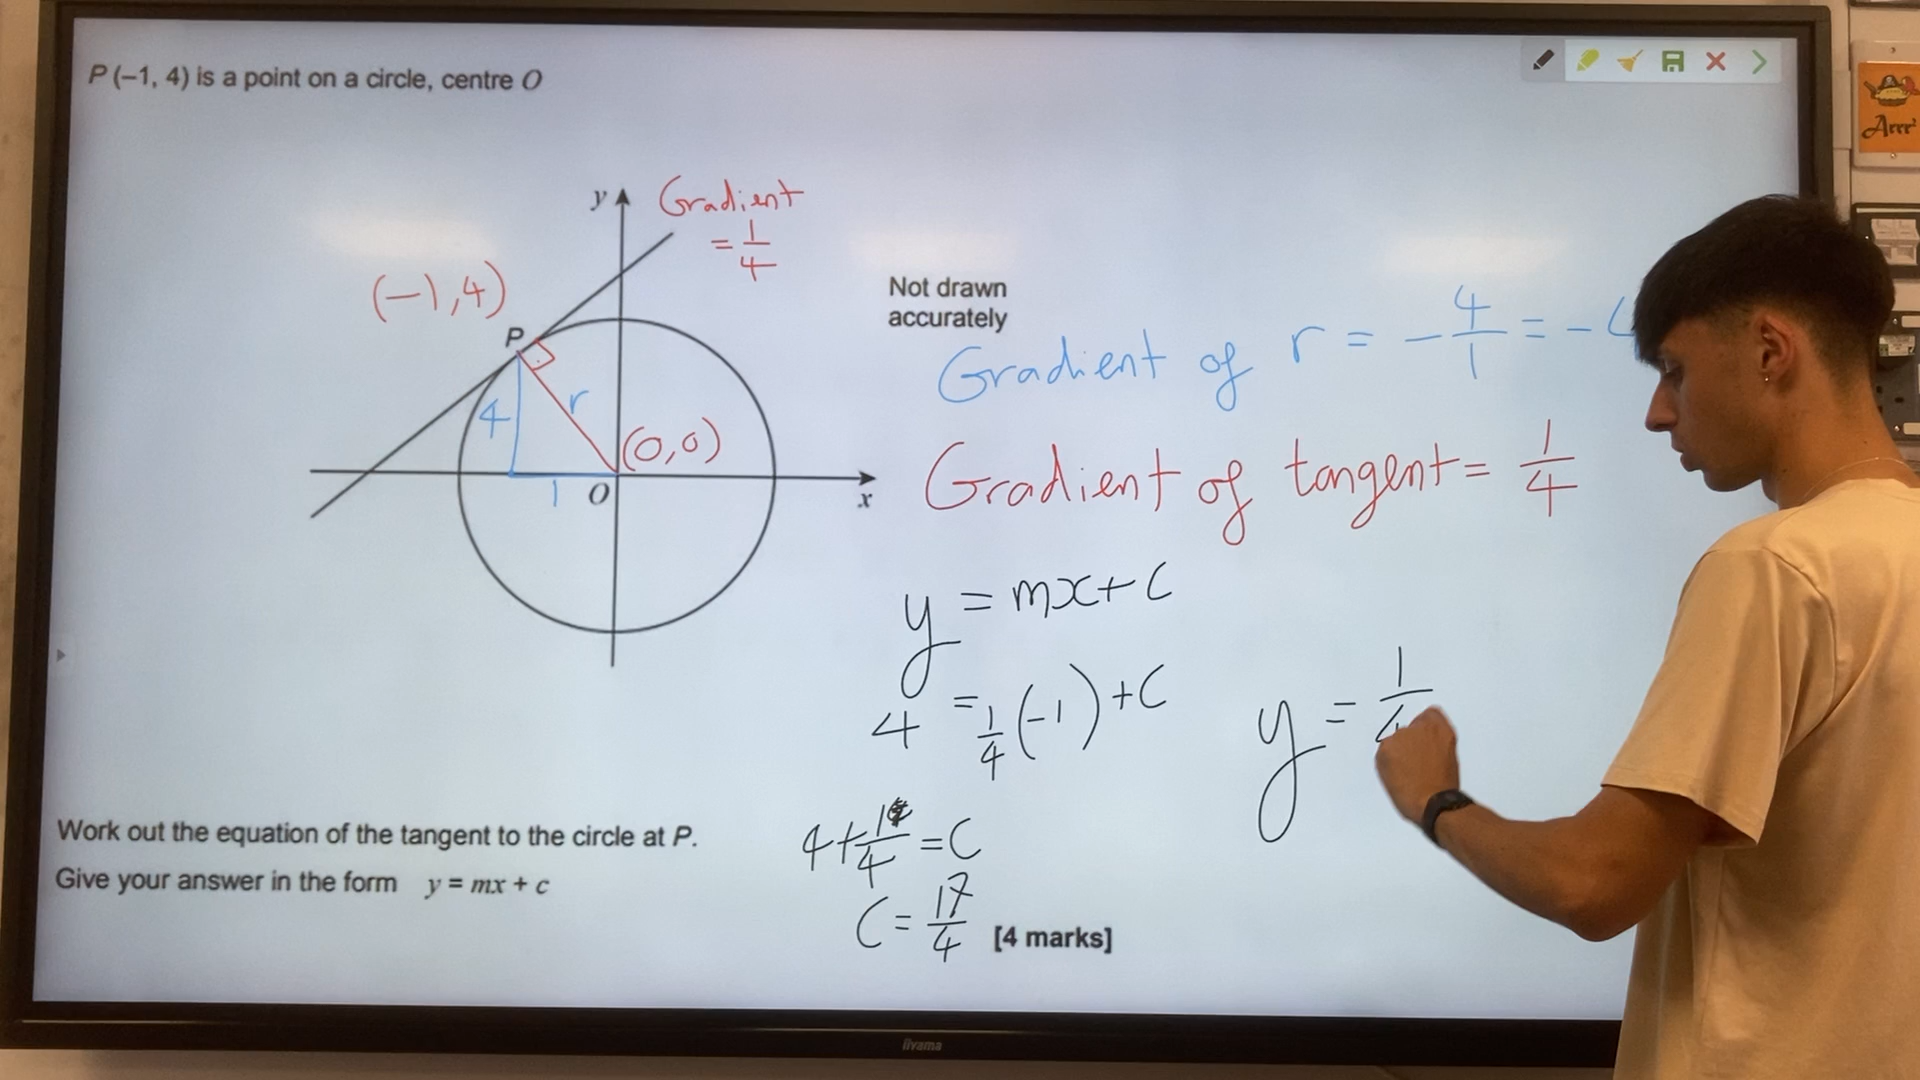 P (–1, 4) is a point on a circle, centre O
y
Gradient
= 1/4
(-1,4)
P
4
r
(0,0)
1
O
x
Not drawn
accurately
Gradient of r = -4/1 = -
Gradient of tangent = 1/4
y = mx + c
4 = 1/4(-1) + c
4 + 1/4 = c
c = 17/4
y = 1/4
Work out the equation of the tangent to the circle at P.
Give your answer in the form y = mx + c
[4 marks]
iiyama
Arrr